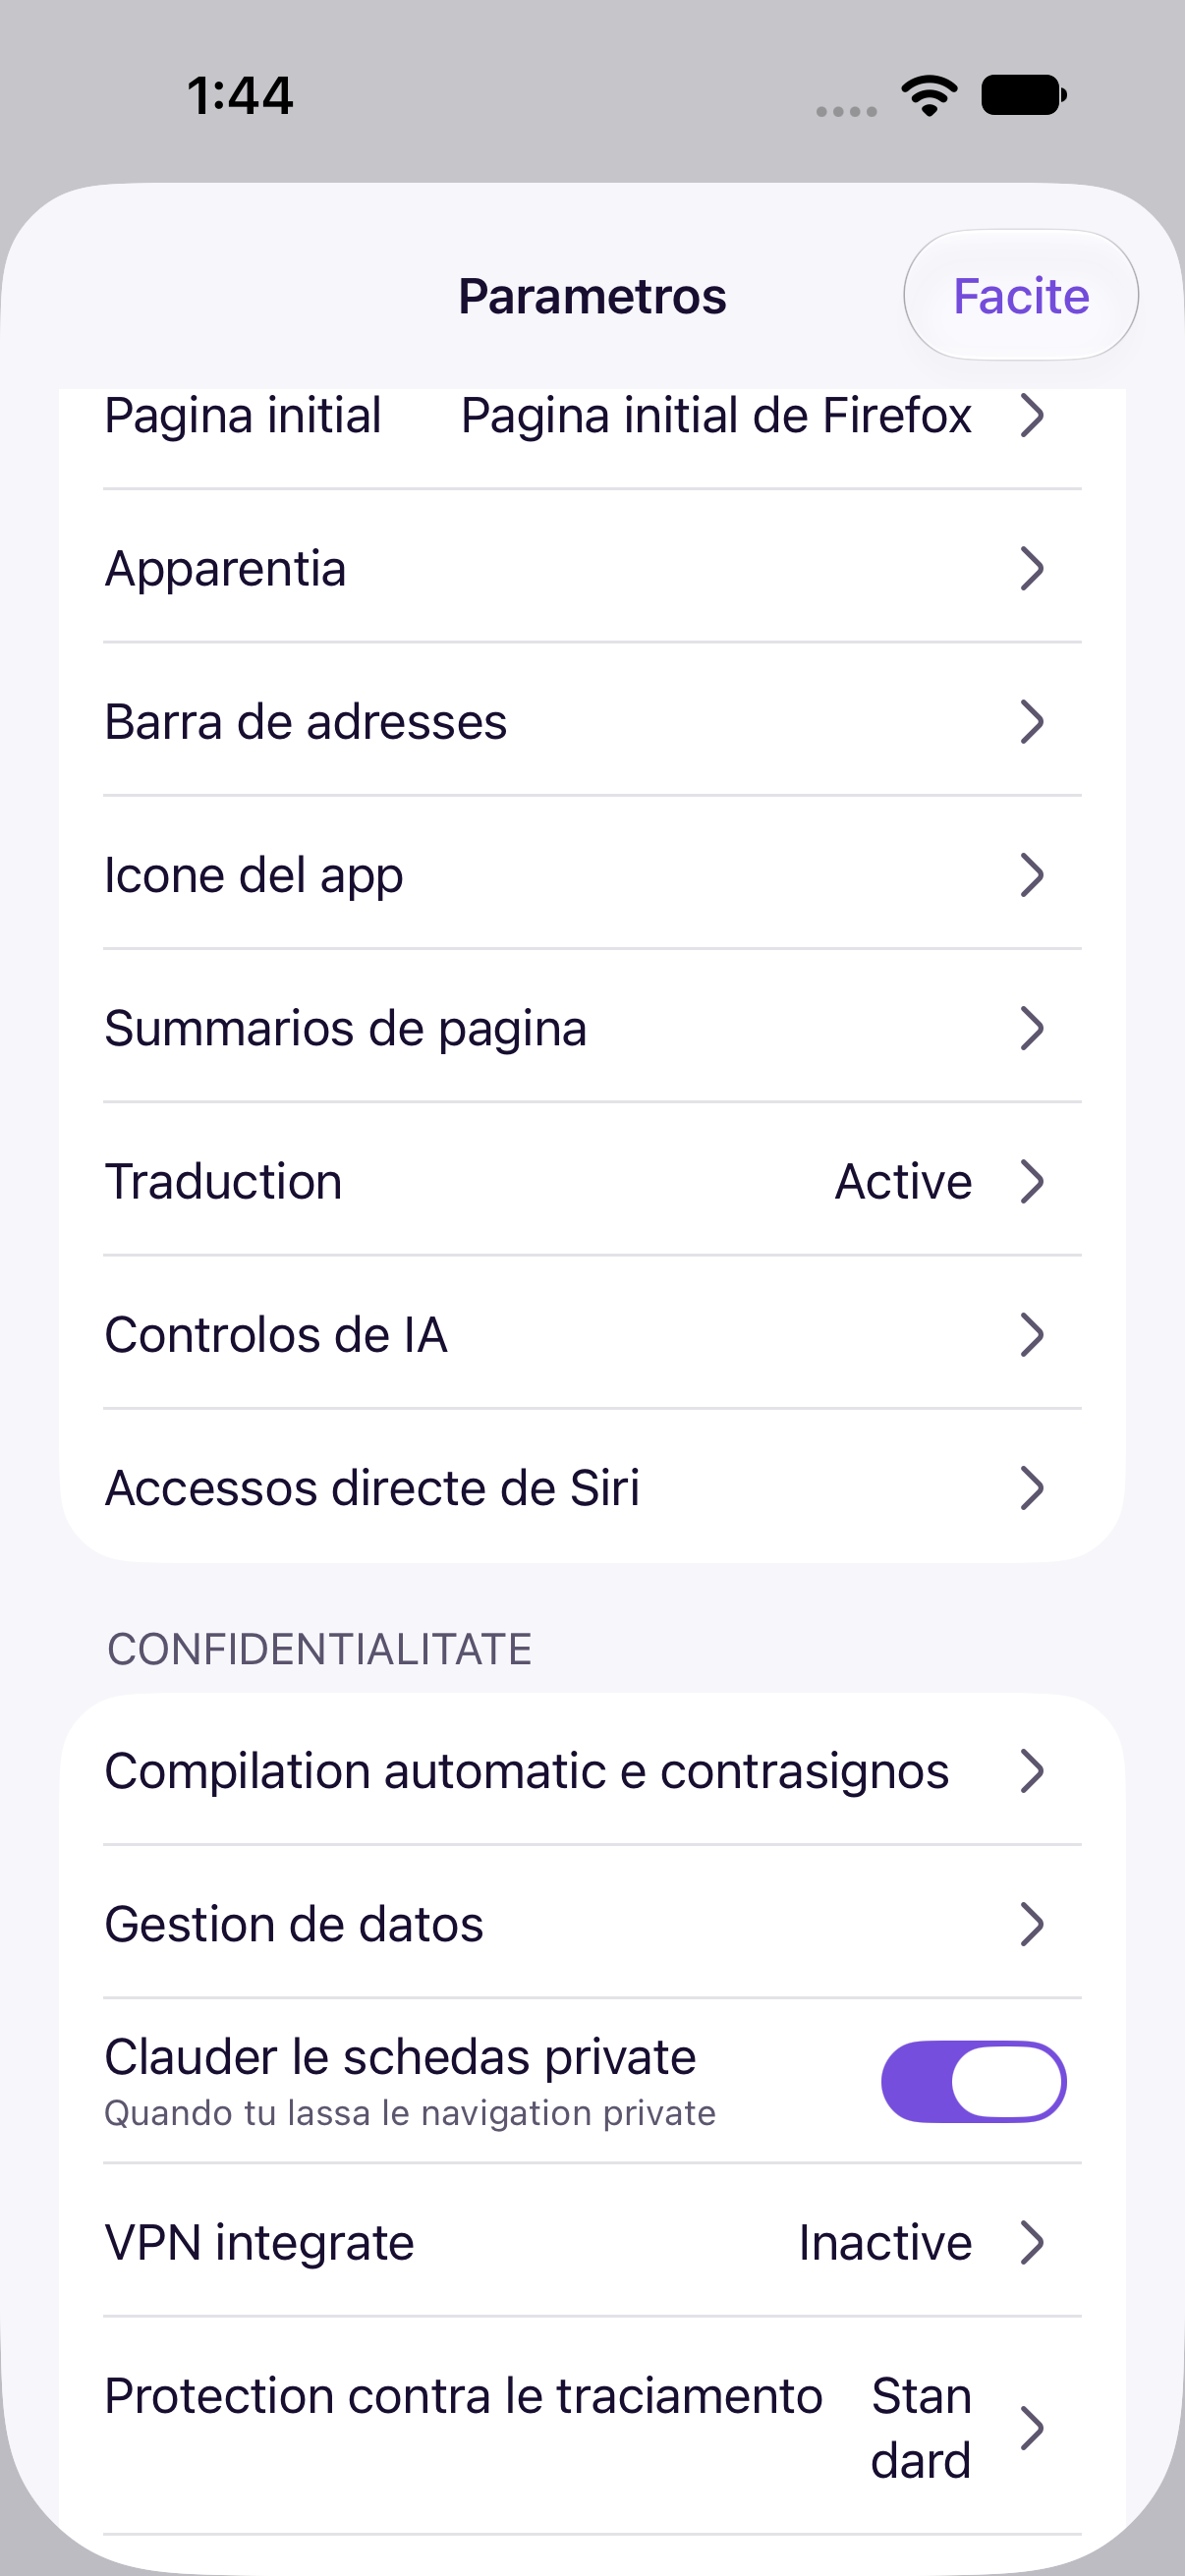 1:44
Parametros
Facite
Pagina initial
Pagina initial de Firefox
Apparentia
Barra de adresses
Icone del app
Summarios de pagina
Traduction
Active
Controlos de IA
Accessos directe de Siri
CONFIDENTIALITATE
Compilation automatic e contrasignos
Gestion de datos
Clauder le schedas private
Quando tu lassa le navigation private
VPN integrate
Inactive
Protection contra le traciamento
Stan
dard